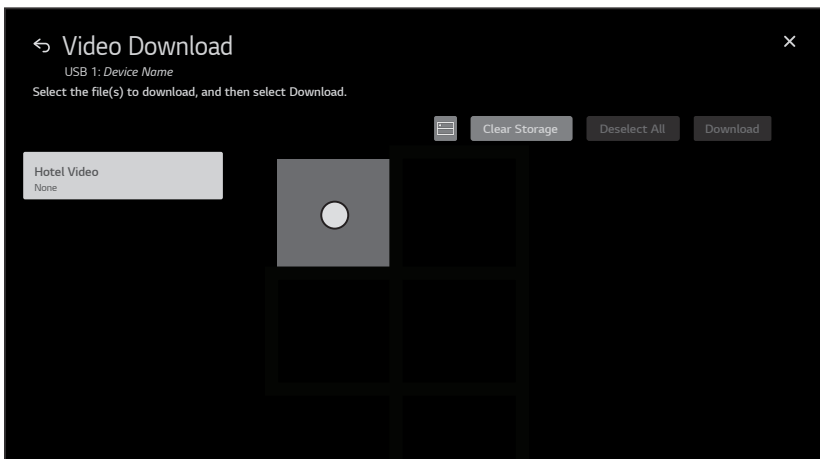 Video Download
USB 1: Device Name
Select the file(s) to download, and then select Download.
Clear Storage
Deselect All
Download
Hotel Video
None